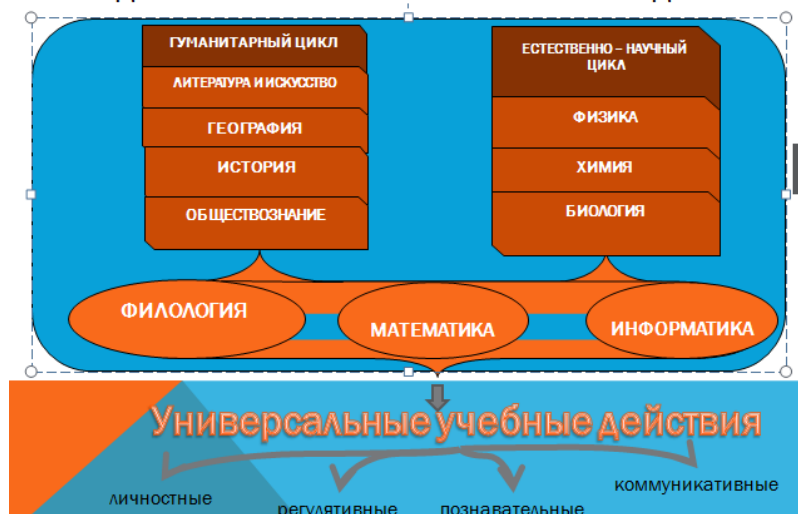 ГУМАНИТАРНЫЙ ЦИКЛ
ЛИТЕРАТУРА И ИСКУССТВО
ГЕОГРАФИЯ
ИСТОРИЯ
ОБЩЕСТВОЗНАНИЕ
ЕСТЕСТВЕННО – НАУЧНЫЙ
ЦИКЛ
ФИЗИКА
ХИМИЯ
БИОЛОГИЯ
ФИЛОЛОГИЯ
МАТЕМАТИКА
ИНФОРМАТИКА
Универсальные учебные действия
личностные
регулятивные
познавательные
коммуникативные